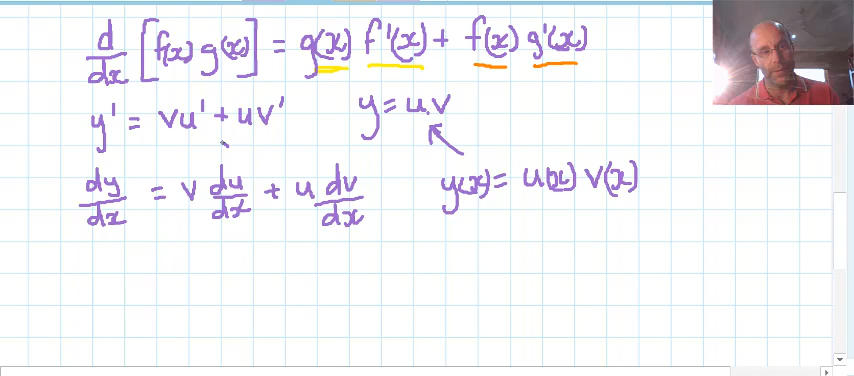 d/dx [f(x) g(x)] = g(x) f'(x) + f(x) g'(x)
y' = vu' + uv' y = u.v
dy/dx = v du/dx + u dv/dx y(x) = u(x) v(x)